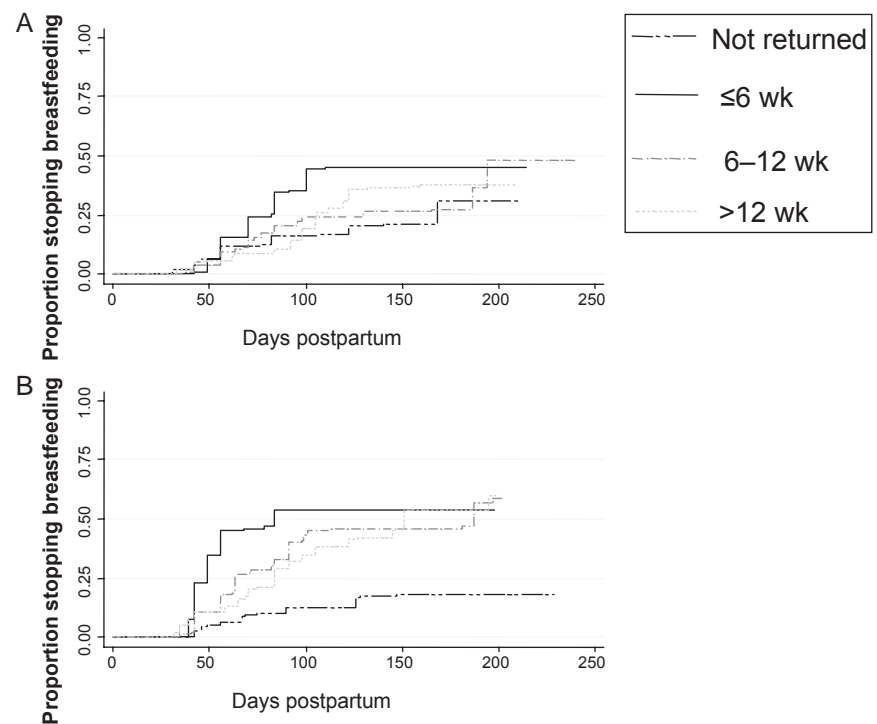 A
Proportion stopping breastfeeding
1.00
0.75
0.50
0.25
0.00
0 50 100 150 200 250
Days postpartum
Not returned
≤6 wk
6–12 wk
>12 wk
B
Proportion stopping breastfeeding
1.00
0.75
0.50
0.25
0.00
0 50 100 150 200 250
Days postpartum